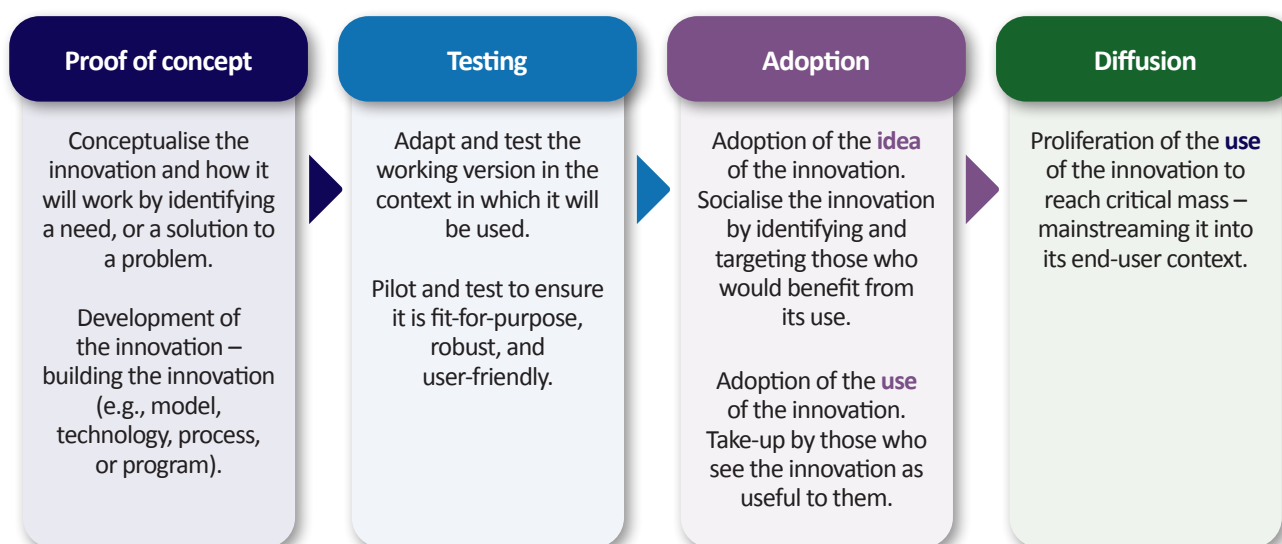 Proof of concept
Conceptualise the
innovation and how it
will work by identifying
a need, or a solution to
a problem.
Development of
the innovation –
building the innovation
(e.g., model,
technology, process,
or program).
Testing
Adapt and test the
working version in the
context in which it will
be used.
Pilot and test to ensure
it is fit-for-purpose,
robust, and
user-friendly.
Adoption
Adoption of the idea
of the innovation.
Socialise the innovation
by identifying and
targeting those who
would benefit from
its use.
Adoption of the use
of the innovation.
Take-up by those who
see the innovation as
useful to them.
Diffusion
Proliferation of the use
of the innovation to
reach critical mass –
mainstreaming it into
its end-user context.